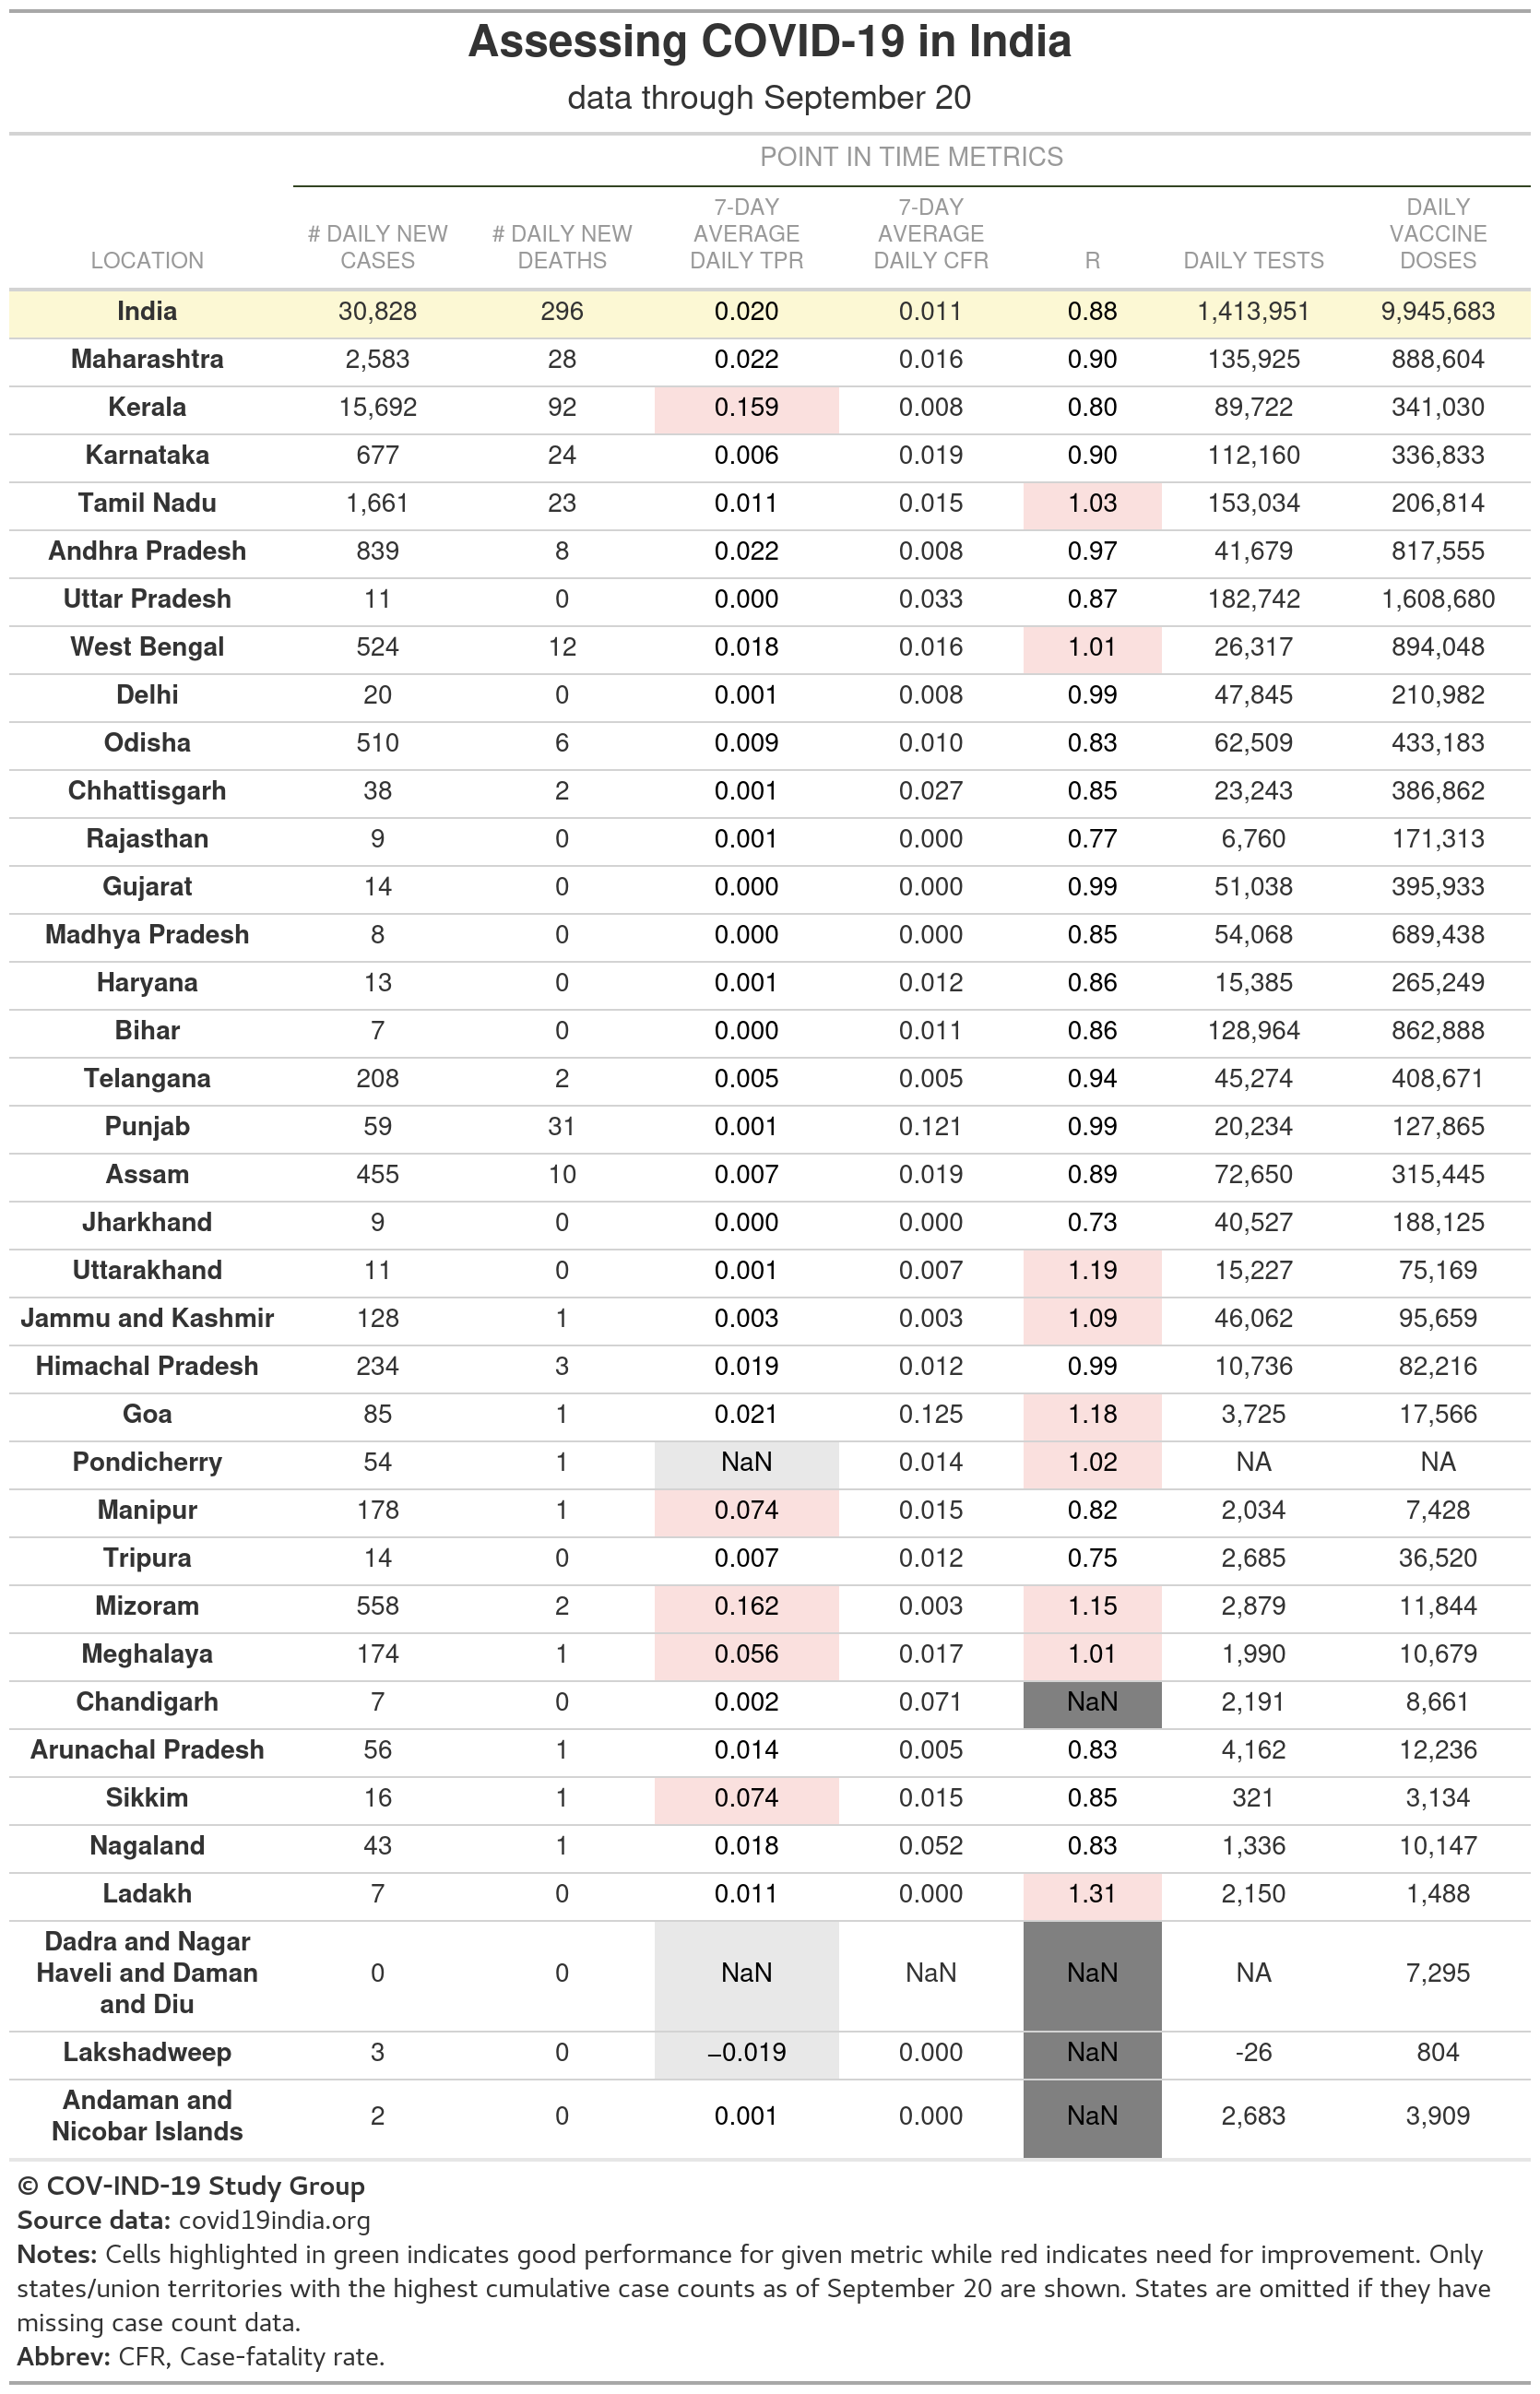 Assessing COVID-19 in India
data through September 20
POINT IN TIME METRICS
LOCATION # DAILY NEW CASES # DAILY NEW DEATHS 7-DAY AVERAGE DAILY TPR 7-DAY AVERAGE DAILY CFR R DAILY TESTS DAILY VACCINE DOSES
India 30,828 296 0.020 0.011 0.88 1,413,951 9,945,683
Maharashtra 2,583 28 0.022 0.016 0.90 135,925 888,604
Kerala 15,692 92 0.159 0.008 0.80 89,722 341,030
Karnataka 677 24 0.006 0.019 0.90 112,160 336,833
Tamil Nadu 1,661 23 0.011 0.015 1.03 153,034 206,814
Andhra Pradesh 839 8 0.022 0.008 0.97 41,679 817,555
Uttar Pradesh 11 0 0.000 0.033 0.87 182,742 1,608,680
West Bengal 524 12 0.018 0.016 1.01 26,317 894,048
Delhi 20 0 0.001 0.008 0.99 47,845 210,982
Odisha 510 6 0.009 0.010 0.83 62,509 433,183
Chhattisgarh 38 2 0.001 0.027 0.85 23,243 386,862
Rajasthan 9 0 0.001 0.000 0.77 6,760 171,313
Gujarat 14 0 0.000 0.000 0.99 51,038 395,933
Madhya Pradesh 8 0 0.000 0.000 0.85 54,068 689,438
Haryana 13 0 0.001 0.012 0.86 15,385 265,249
Bihar 7 0 0.000 0.011 0.86 128,964 862,888
Telangana 208 2 0.005 0.005 0.94 45,274 408,671
Punjab 59 31 0.001 0.121 0.99 20,234 127,865
Assam 455 10 0.007 0.019 0.89 72,650 315,445
Jharkhand 9 0 0.000 0.000 0.73 40,527 188,125
Uttarakhand 11 0 0.001 0.007 1.19 15,227 75,169
Jammu and Kashmir 128 1 0.003 0.003 1.09 46,062 95,659
Himachal Pradesh 234 3 0.019 0.012 0.99 10,736 82,216
Goa 85 1 0.021 0.125 1.18 3,725 17,566
Pondicherry 54 1 NaN 0.014 1.02 NA NA
Manipur 178 1 0.074 0.015 0.82 2,034 7,428
Tripura 14 0 0.007 0.012 0.75 2,685 36,520
Mizoram 558 2 0.162 0.003 1.15 2,879 11,844
Meghalaya 174 1 0.056 0.017 1.01 1,990 10,679
Chandigarh 7 0 0.002 0.071 NaN 2,191 8,661
Arunachal Pradesh 56 1 0.014 0.005 0.83 4,162 12,236
Sikkim 16 1 0.074 0.015 0.85 321 3,134
Nagaland 43 1 0.018 0.052 0.83 1,336 10,147
Ladakh 7 0 0.011 0.000 1.31 2,150 1,488
Dadra and Nagar Haveli and Daman and Diu 0 0 NaN NaN NaN NA 7,295
Lakshadweep 3 0 −0.019 0.000 NaN -26 804
Andaman and Nicobar Islands 2 0 0.001 0.000 NaN 2,683 3,909
© COV-IND-19 Study Group
Source data: covid19india.org
Notes: Cells highlighted in green indicates good performance for given metric while red indicates need for improvement. Only
states/union territories with the highest cumulative case counts as of September 20 are shown. States are omitted if they have
missing case count data.
Abbrev: CFR, Case-fatality rate.